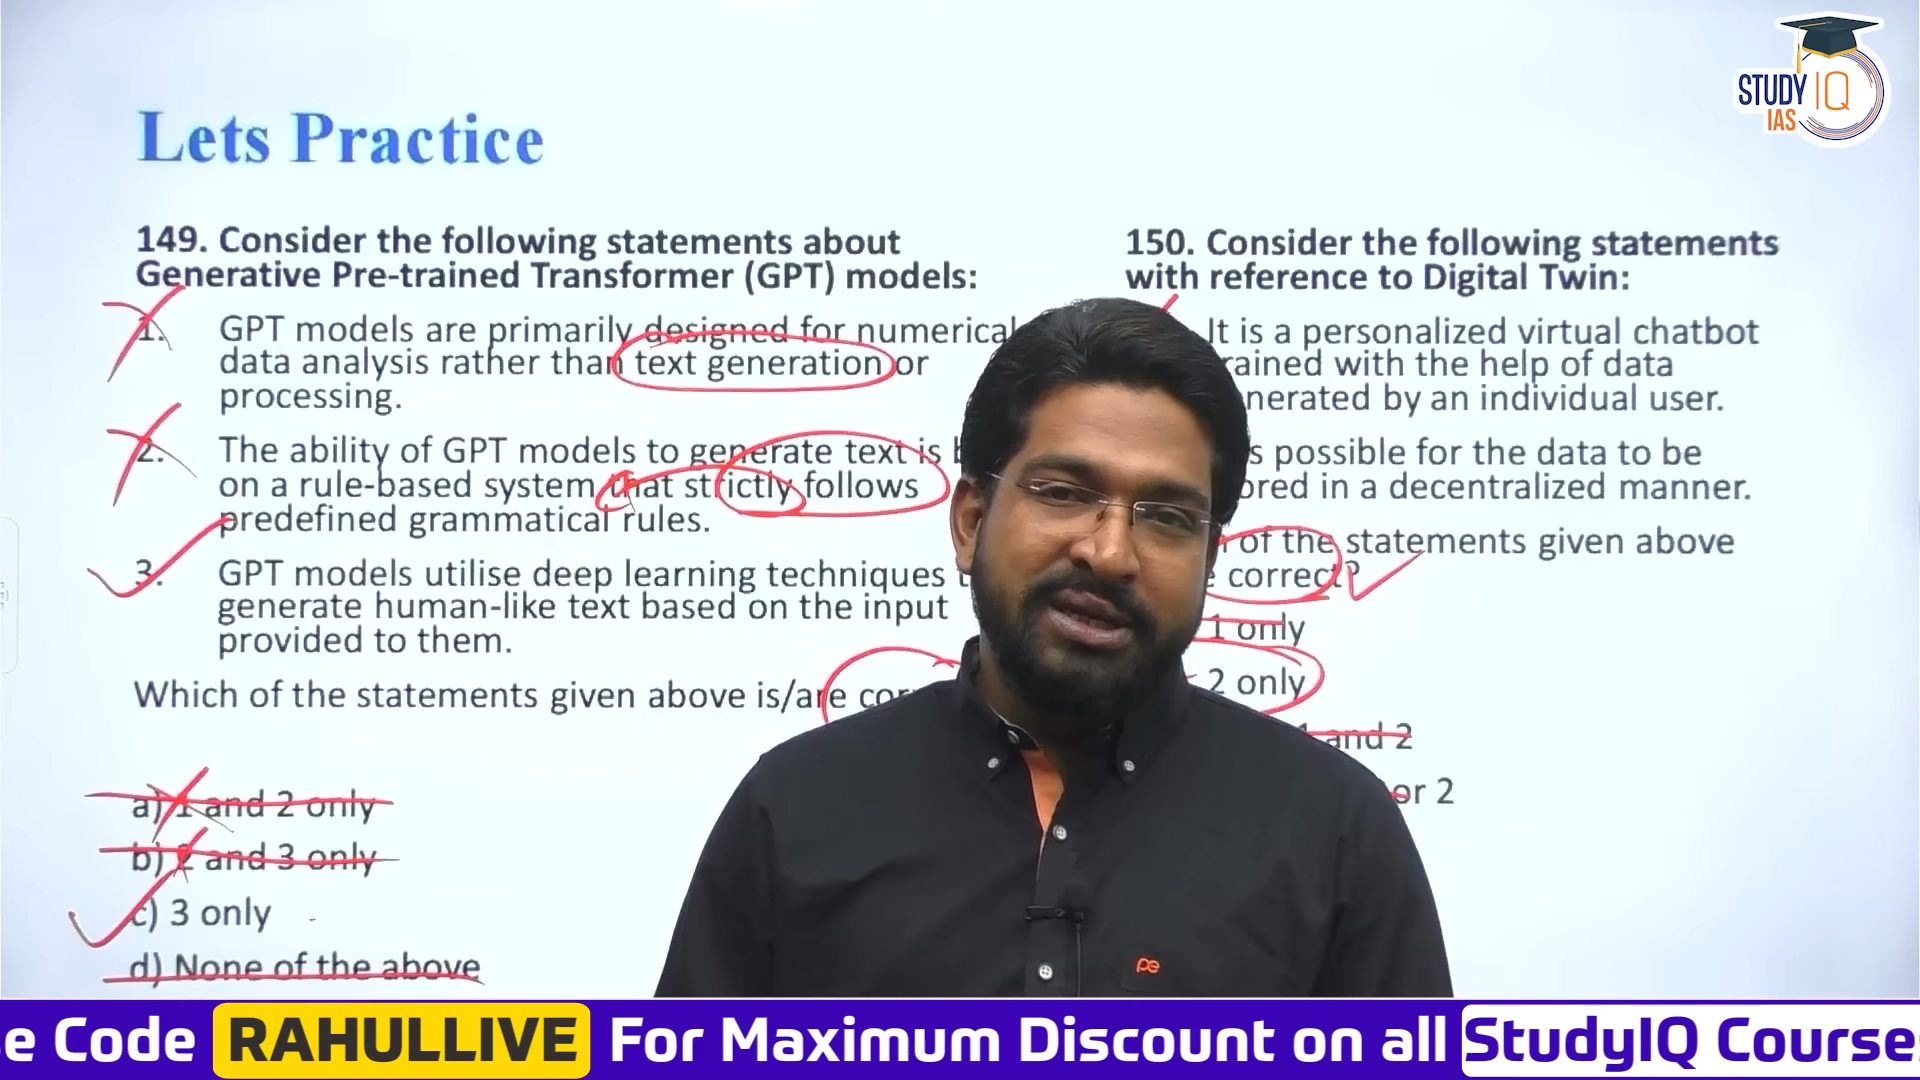 STUDY IQ
IAS
Lets Practice
149. Consider the following statements about
Generative Pre-trained Transformer (GPT) models:
1. GPT models are primarily designed for numerical
data analysis rather than text generation or
processing.
2. The ability of GPT models to generate text is
on a rule-based system that strictly follows
predefined grammatical rules.
3. GPT models utilise deep learning techniques
generate human-like text based on the input
provided to them.
Which of the statements given above is/are
a) 1 and 2 only
b) 2 and 3 only
c) 3 only
d) None of the above
150. Consider the following statements
with reference to Digital Twin:
It is a personalized virtual chatbot
with the help of data
by an individual user.
possible for the data to be
in a decentralized manner.
of the statements given above
correct?
1 only
2 only
and 2
or 2
pe
Code RAHULLIVE For Maximum Discount on all StudyIQ